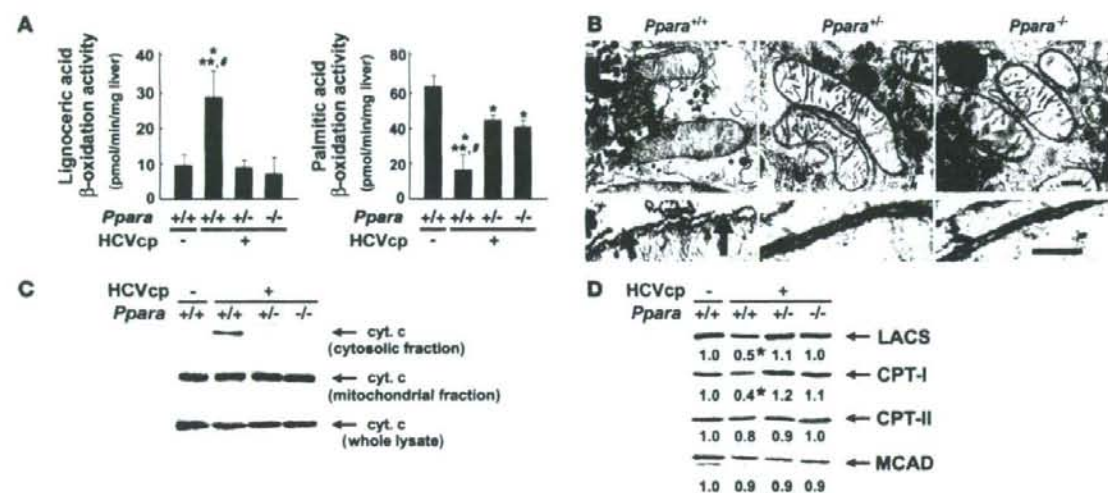 A
Lignoceric acid
β-oxidation activity
(pmol/min/mg liver)
40
30
20
10
0
*
**,#
Ppara +/+ +/+ +/- -/-
HCVcp - +
Palmitic acid
β-oxidation activity
(pmol/min/mg liver)
80
60
40
20
0
*
**,#
*
*
Ppara +/+ +/+ +/- -/-
HCVcp - +
B
Ppara+/+ Ppara+/- Ppara-/-
C
HCVcp - +
Ppara +/+ +/+ +/- -/-
cyt. c
(cytosolic fraction)
cyt. c
(mitochondrial fraction)
cyt. c
(whole lysate)
D
HCVcp - +
Ppara +/+ +/+ +/- -/-
LACS
1.0 0.5* 1.1 1.0
CPT-I
1.0 0.4* 1.2 1.1
CPT-II
1.0 0.8 0.9 1.0
MCAD
1.0 0.9 0.9 0.9